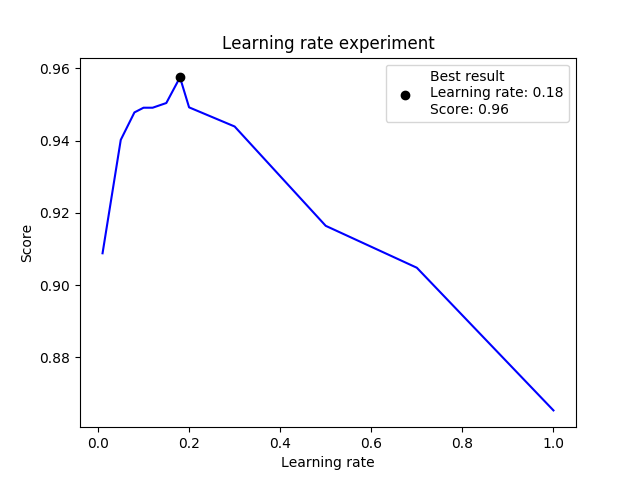 Learning rate experiment
Best result
Learning rate: 0.18
Score: 0.96
Score
0.96
0.94
0.92
0.90
0.88
0.0 0.2 0.4 0.6 0.8 1.0
Learning rate